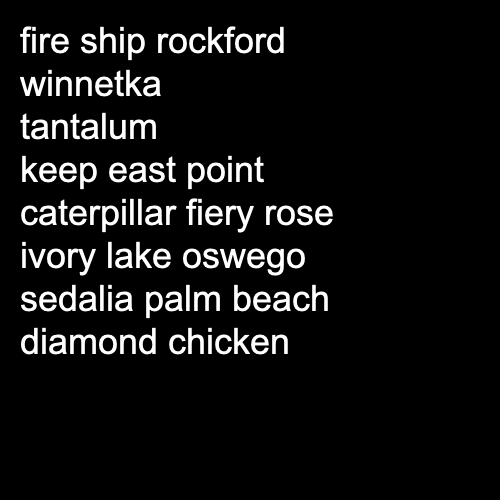 fire ship rockford
winnetka
tantalum
keep east point
caterpillar fiery rose
ivory lake oswego
sedalia palm beach
diamond chicken